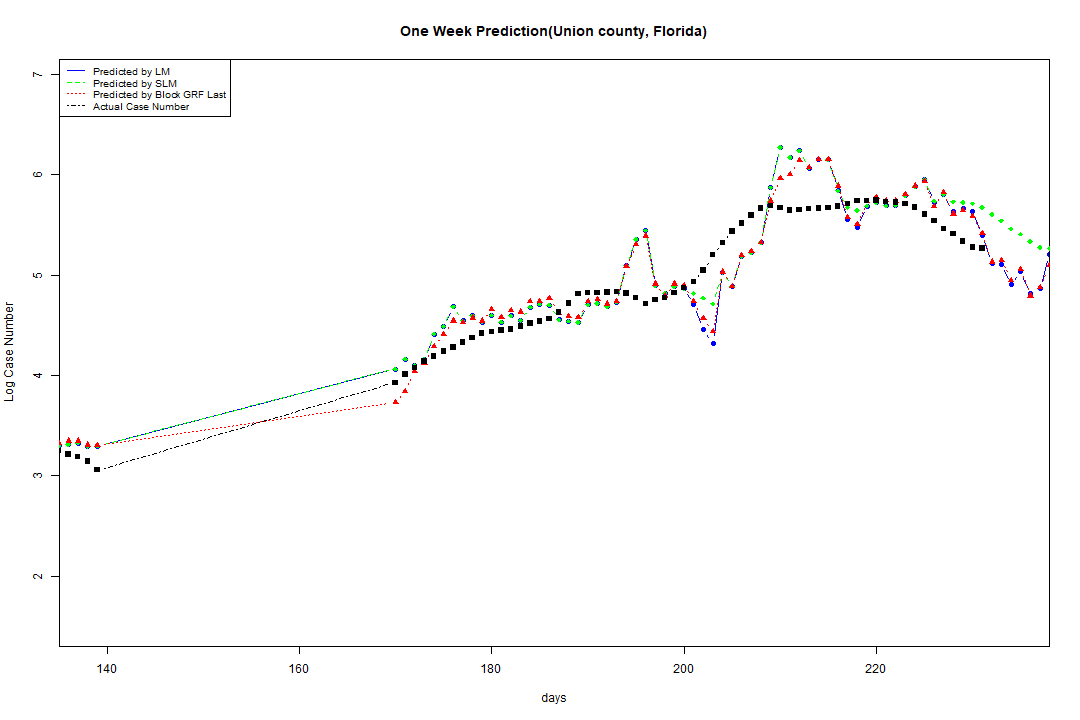 One Week Prediction(Union county, Florida)
Predicted by LM
Predicted by SLM
Predicted by Block GRF Last
Actual Case Number
7
6
5
4
3
2
Log Case Number
140 160 180 200 220
days